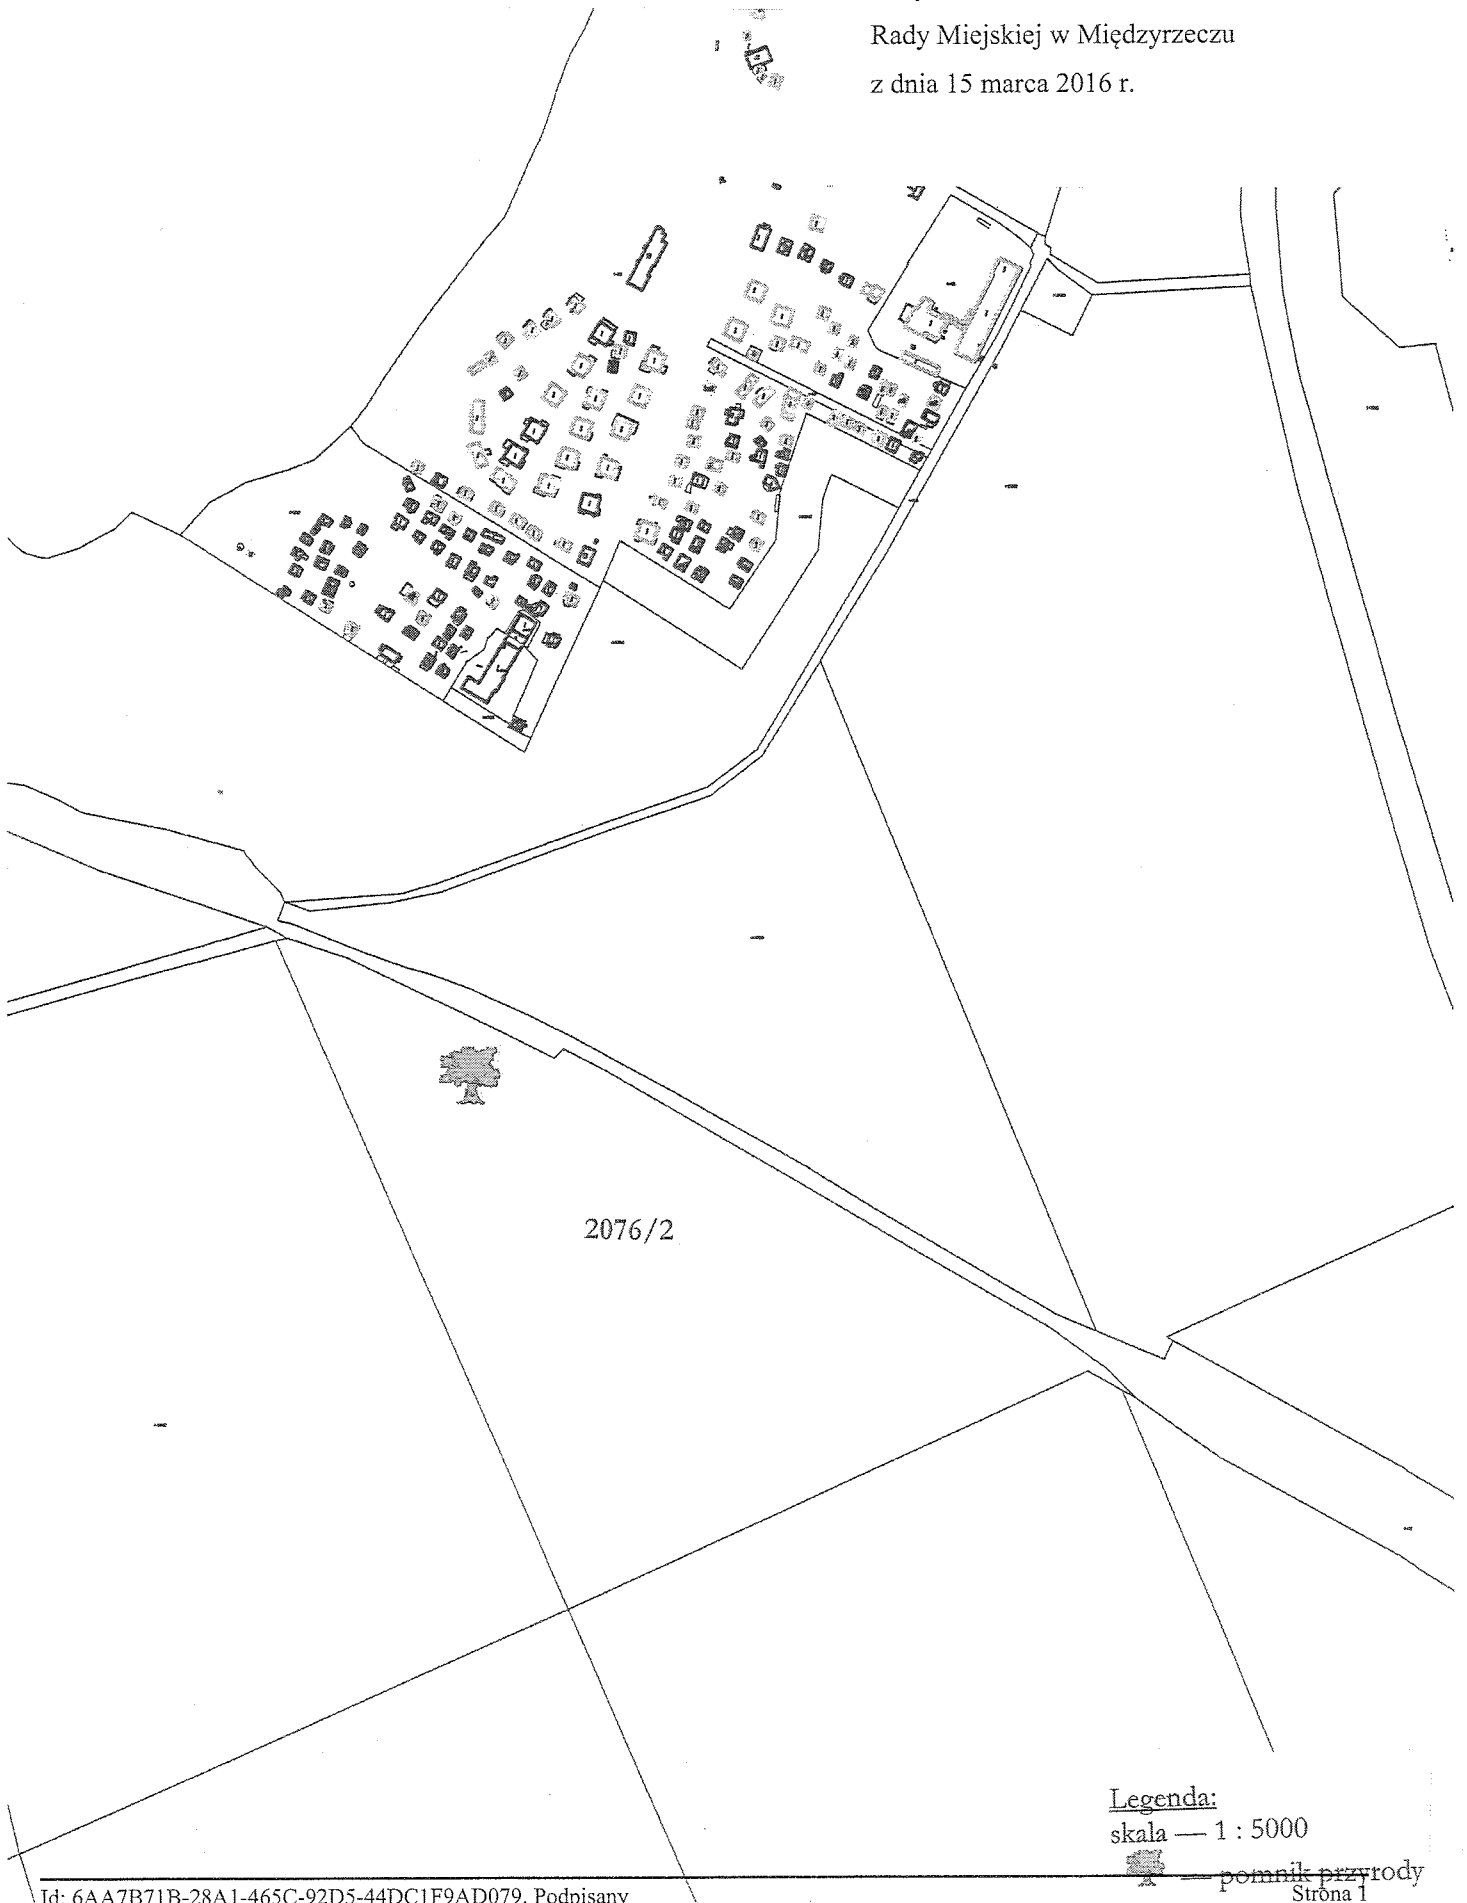 Rady Miejskiej w Międzyrzeczu
z dnia 15 marca 2016 r.
2076/2
Legenda:
skala — 1 : 5000
— pomnik przyrody
Id: 6AA7B71B-28A1-465C-92D5-44DC1F9AD079. Podpisany
Strona 1